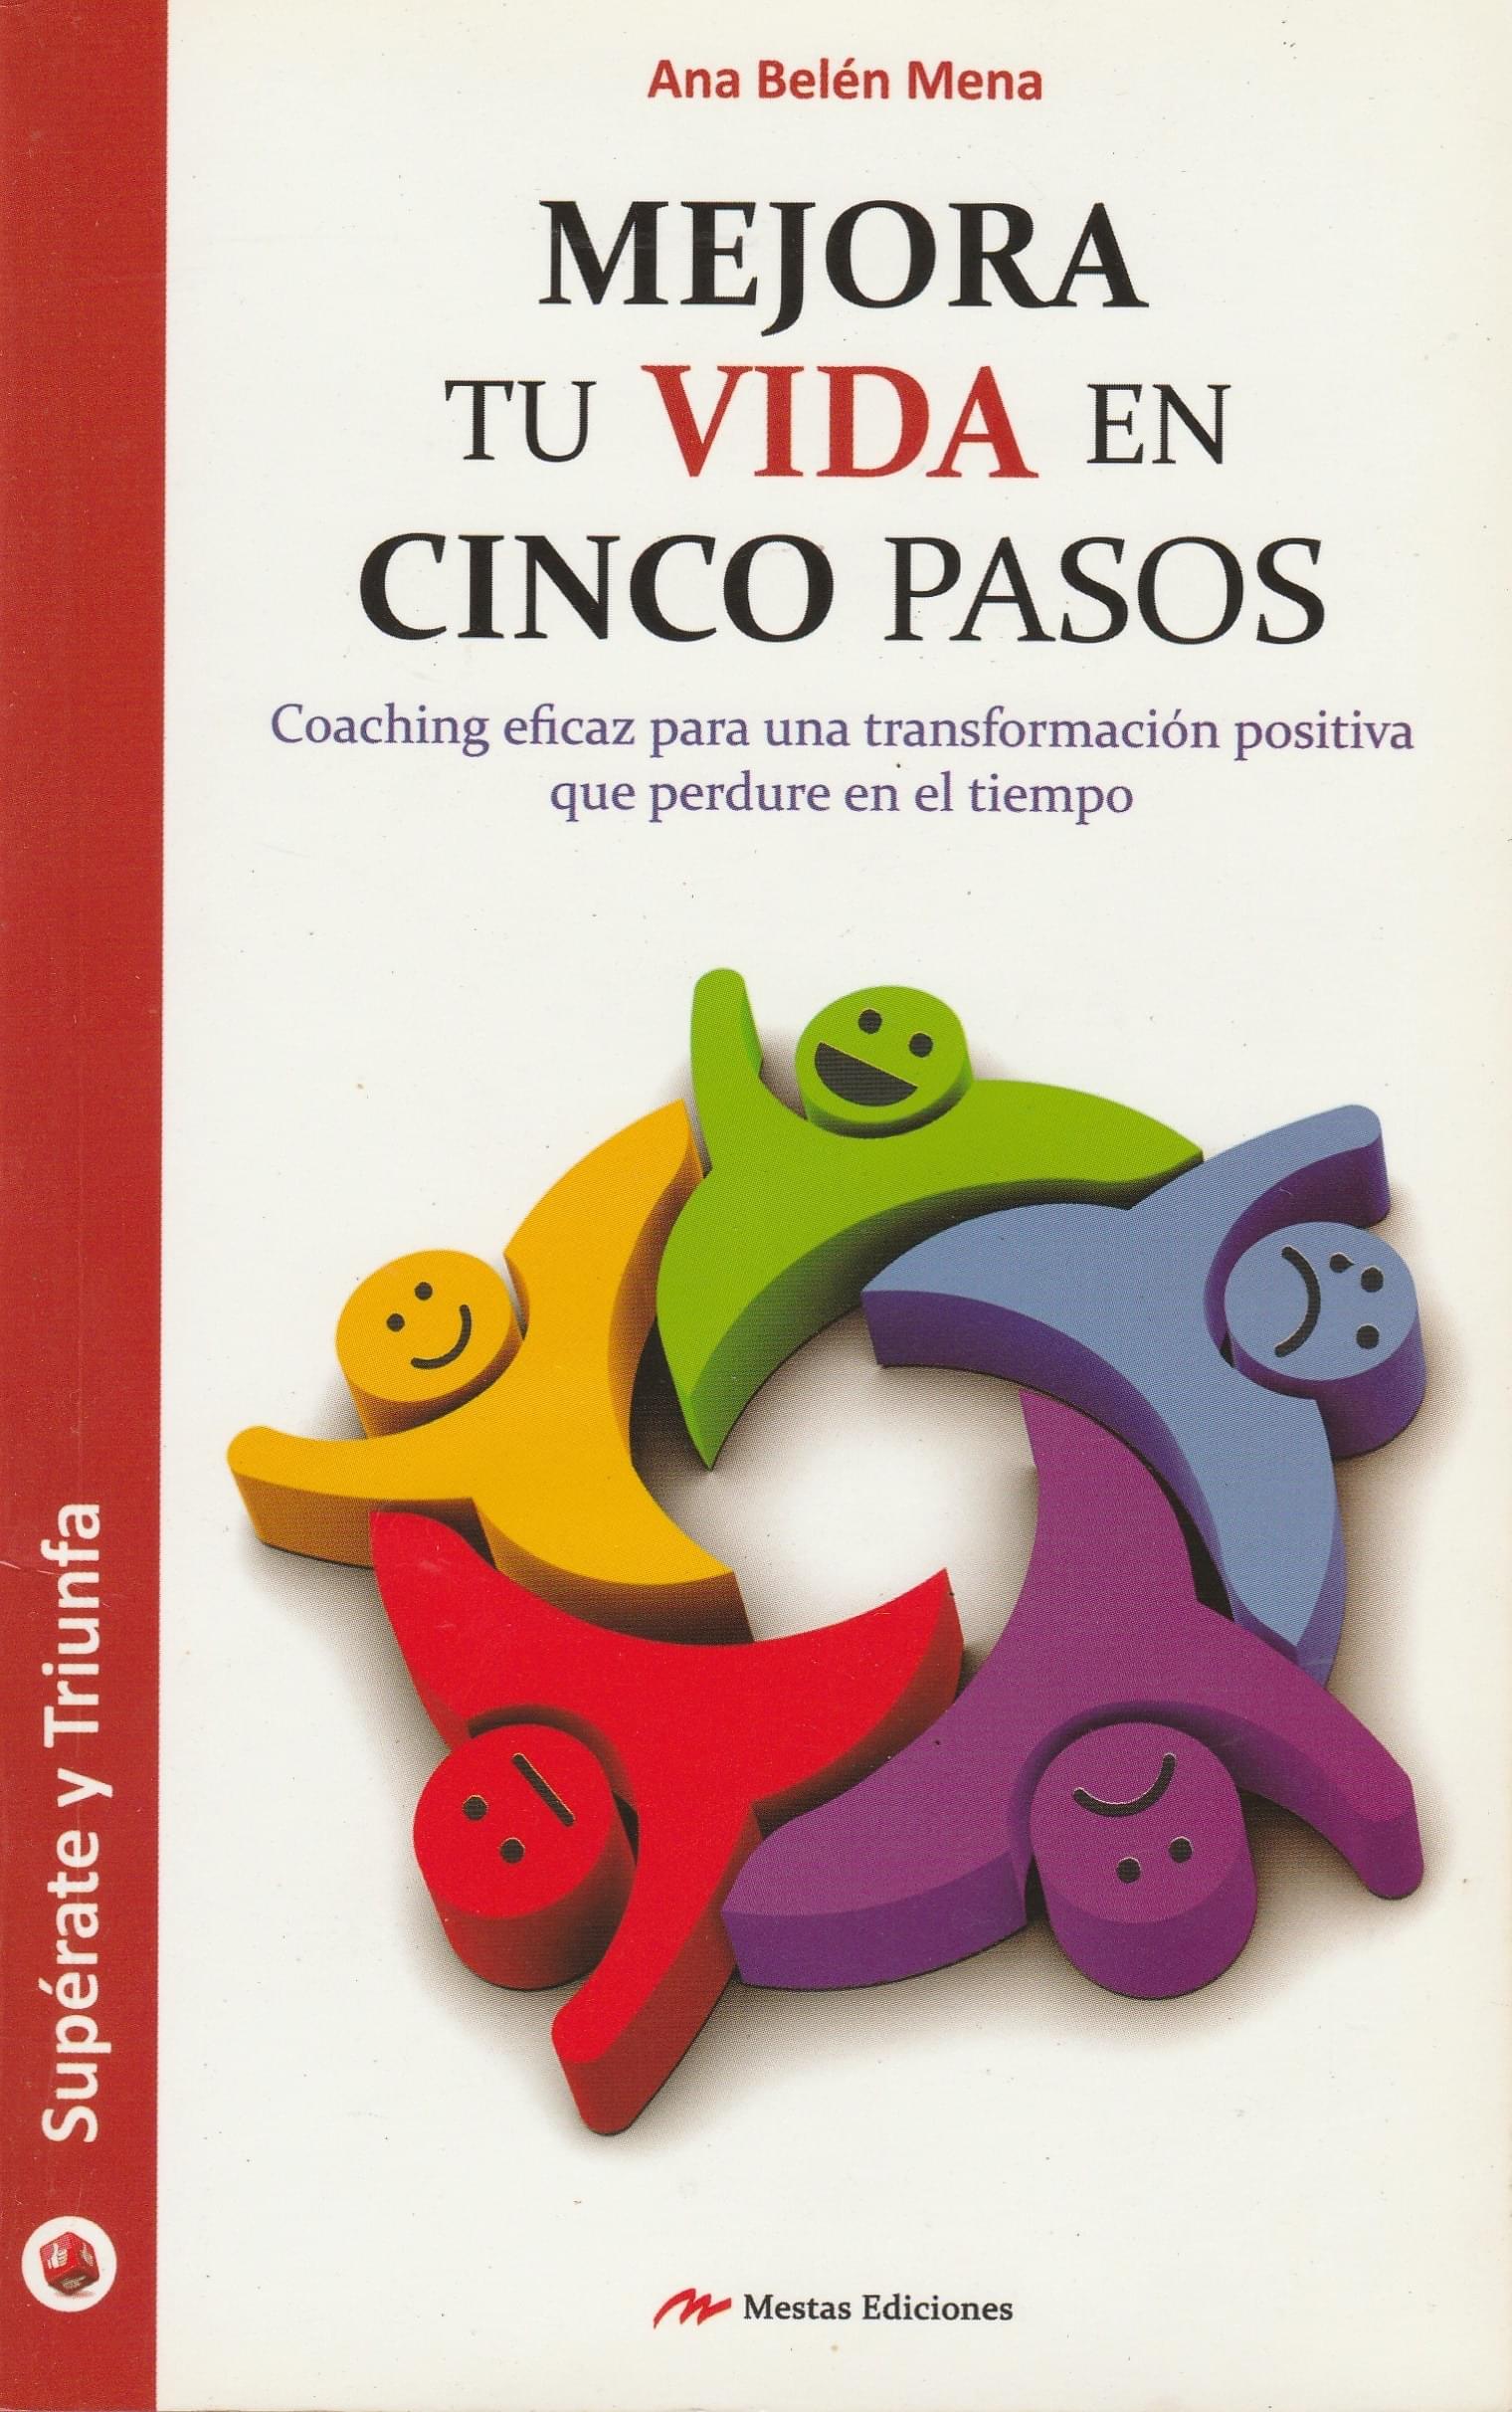 Ana Belén Mena
MEJORA
TU VIDA EN
CINCO PASOS
Coaching eficaz para una transformación positiva
que perdure en el tiempo
Supérate y Triunfa
Mestas Ediciones